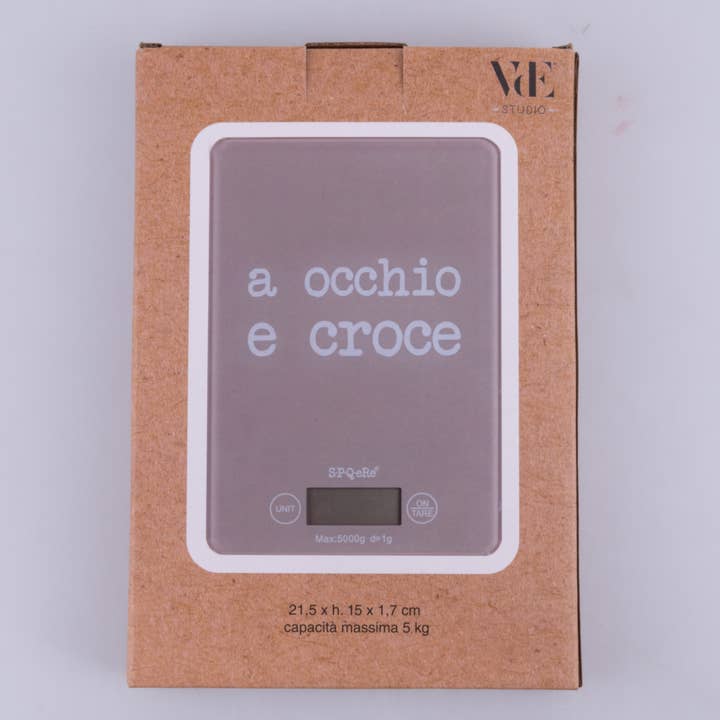 VdE
STUDIO
a occhio
e croce
S·P·Q·eRe®
UNIT
ON
TARE
Max:5000g d=1g
21,5 x h. 15 x 1,7 cm
capacità massima 5 kg